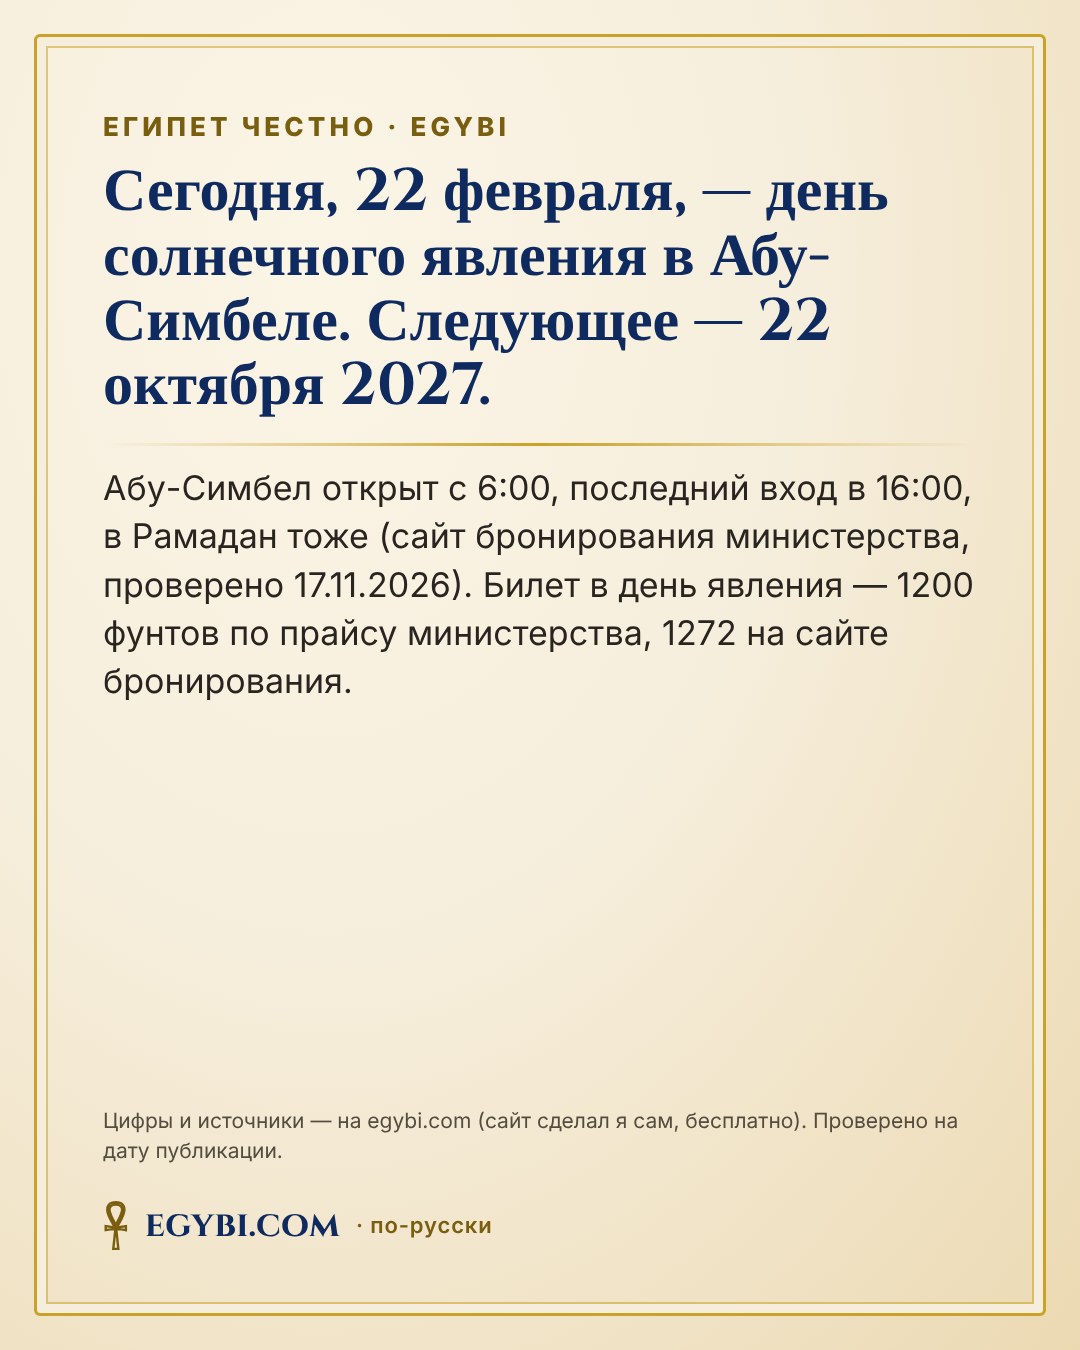 ЕГИПЕТ ЧЕСТНО · EGYBI
Сегодня, 22 февраля, — день
солнечного явления в Абу-
Симбеле. Следующее — 22
октября 2027.
Абу-Симбел открыт с 6:00, последний вход в 16:00,
в Рамадан тоже (сайт бронирования министерства,
проверено 17.11.2026). Билет в день явления — 1200
фунтов по прайсу министерства, 1272 на сайте
бронирования.
Цифры и источники — на egybi.com (сайт сделал я сам, бесплатно). Проверено на
дату публикации.
EGYBI.COM · по-русски